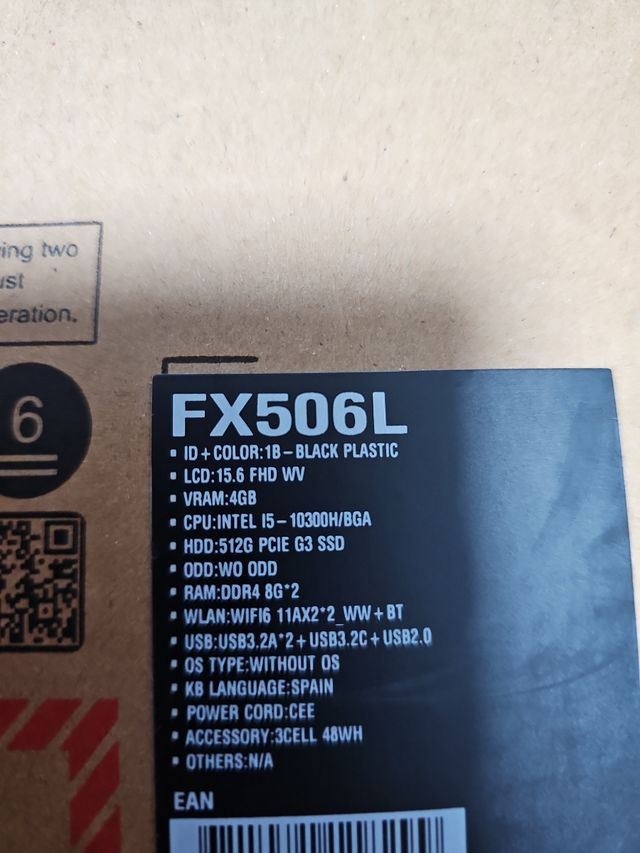 ing two
ust
eration.
6
FX506L
▪ ID+COLOR:1B-BLACK PLASTIC
▪ LCD:15.6 FHD WV
▪ VRAM:4GB
▪ CPU:INTEL I5-10300H/BGA
▪ HDD:512G PCIE G3 SSD
▪ ODD:WO ODD
▪ RAM:DDR4 8G*2
▪ WLAN:WIFI6 11AX2*2_WW+BT
▪ USB:USB3.2A*2+USB3.2C+USB2.0
▪ OS TYPE:WITHOUT OS
▪ KB LANGUAGE:SPAIN
▪ POWER CORD:CEE
▪ ACCESSORY:3CELL 48WH
▪ OTHERS:N/A
EAN